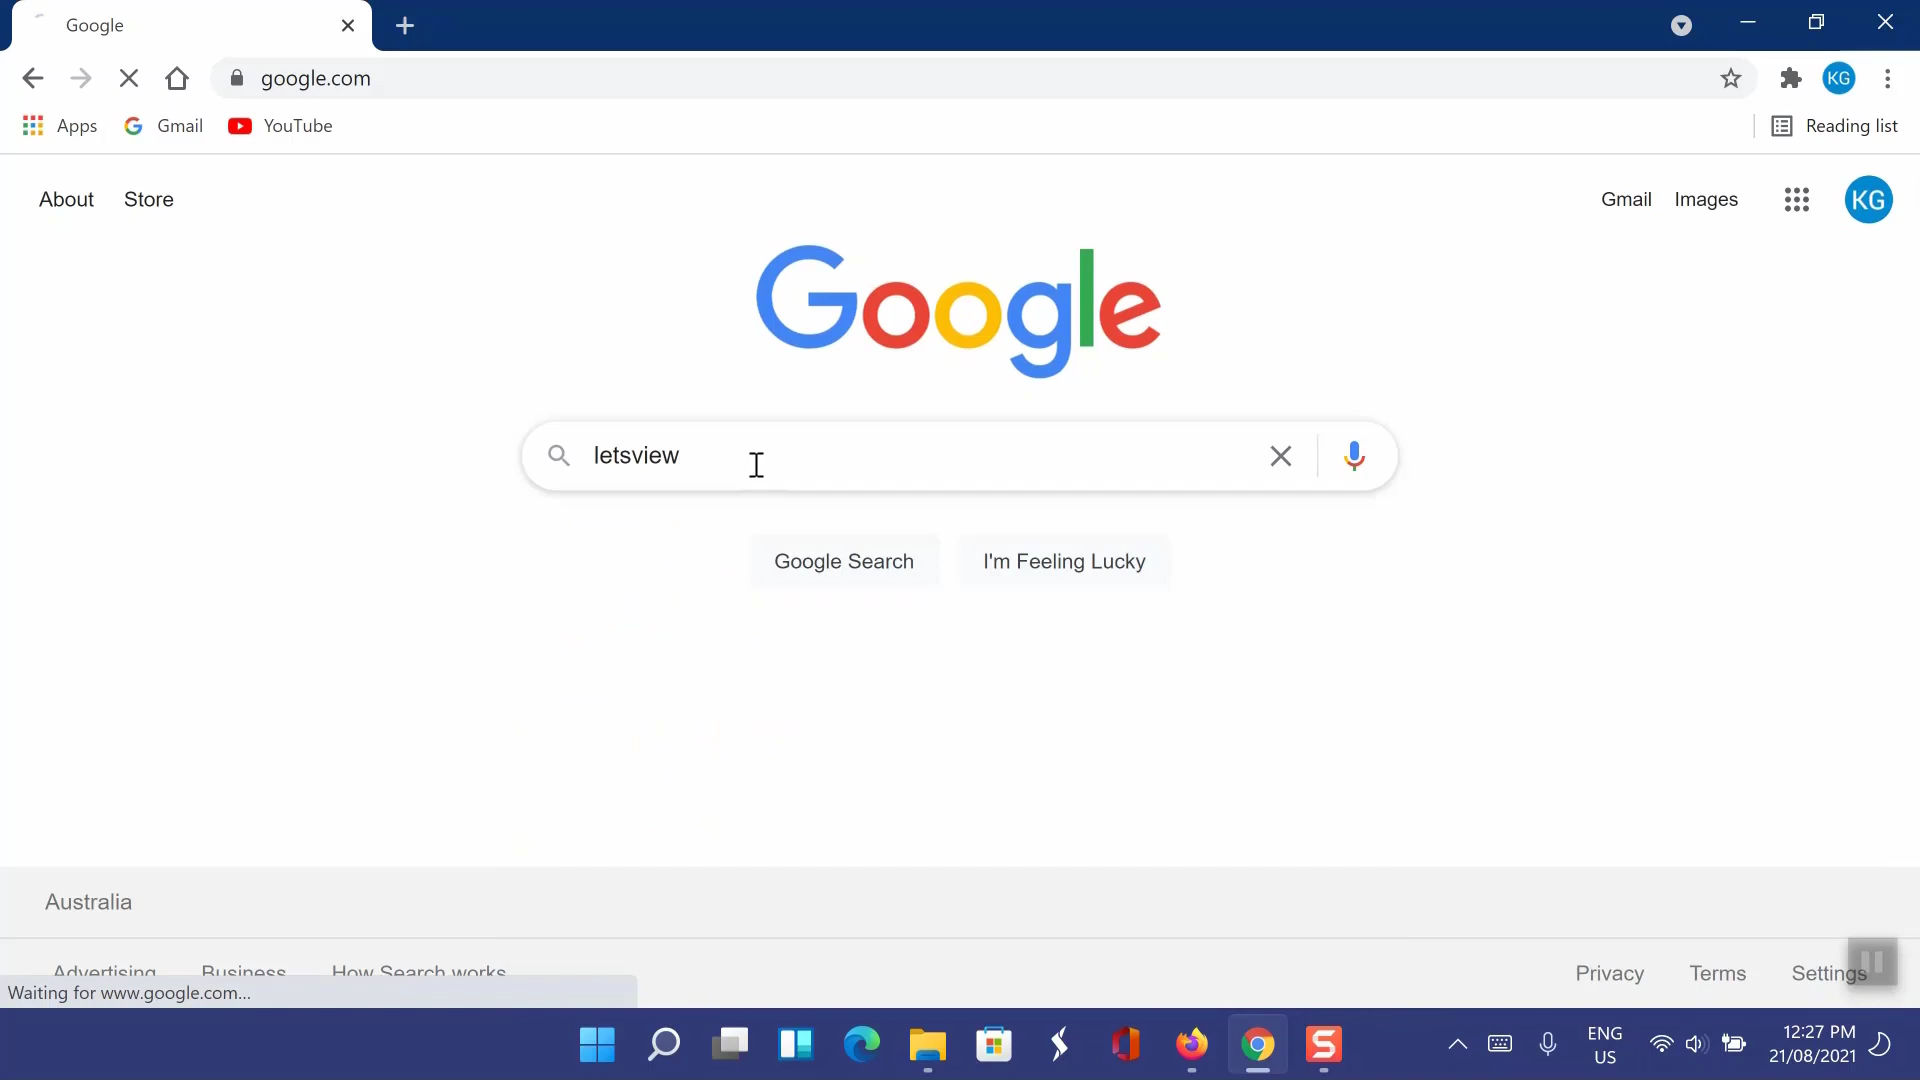 Google
google.com
KG
Apps Gmail YouTube
Reading list
About Store
Gmail Images
KG
Google
letsview
Google Search I'm Feeling Lucky
Australia
Advertising Business How Search works
Privacy Terms Settings
Waiting for www.google.com...
S
ENG
US
12:27 PM
21/08/2021